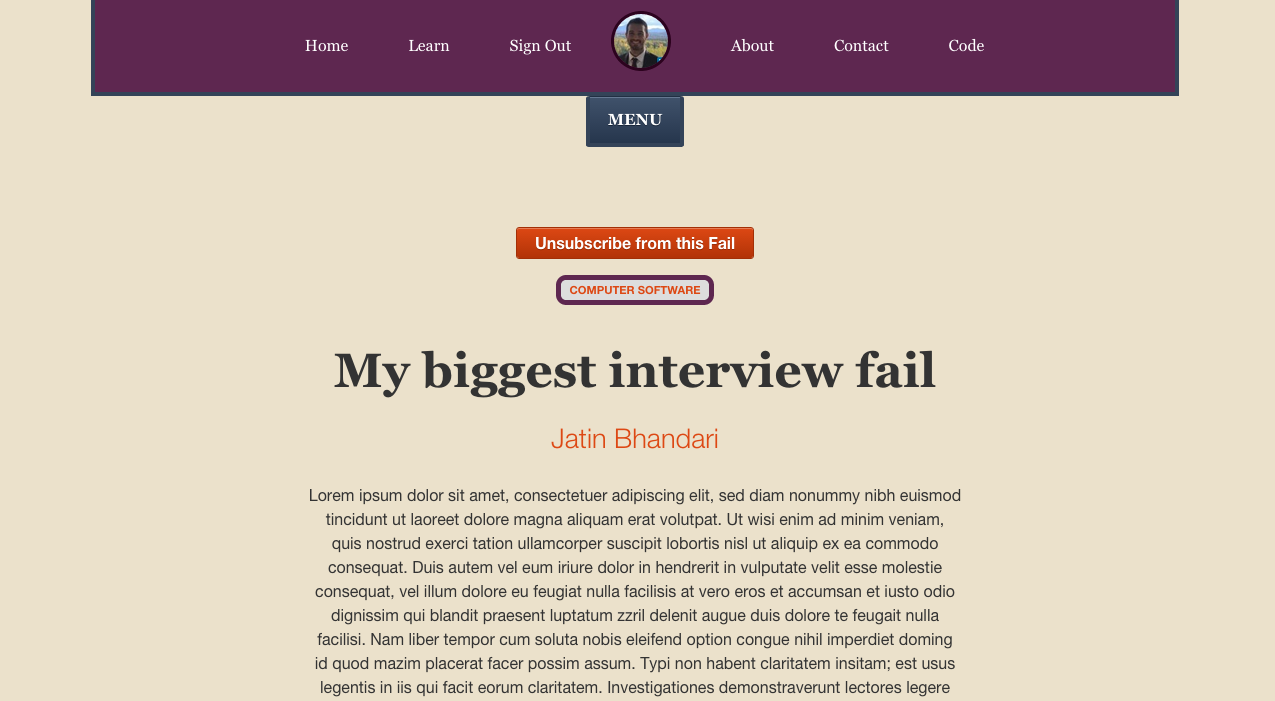 Home Learn Sign Out About Contact Code
MENU
Unsubscribe from this Fail
COMPUTER SOFTWARE
My biggest interview fail
Jatin Bhandari
Lorem ipsum dolor sit amet, consectetuer adipiscing elit, sed diam nonummy nibh euismod
tincidunt ut laoreet dolore magna aliquam erat volutpat. Ut wisi enim ad minim veniam,
quis nostrud exerci tation ullamcorper suscipit lobortis nisl ut aliquip ex ea commodo
consequat. Duis autem vel eum iriure dolor in hendrerit in vulputate velit esse molestie
consequat, vel illum dolore eu feugiat nulla facilisis at vero eros et accumsan et iusto odio
dignissim qui blandit praesent luptatum zzril delenit augue duis dolore te feugait nulla
facilisi. Nam liber tempor cum soluta nobis eleifend option congue nihil imperdiet doming
id quod mazim placerat facer possim assum. Typi non habent claritatem insitam; est usus
legentis in iis qui facit eorum claritatem. Investigationes demonstraverunt lectores legere